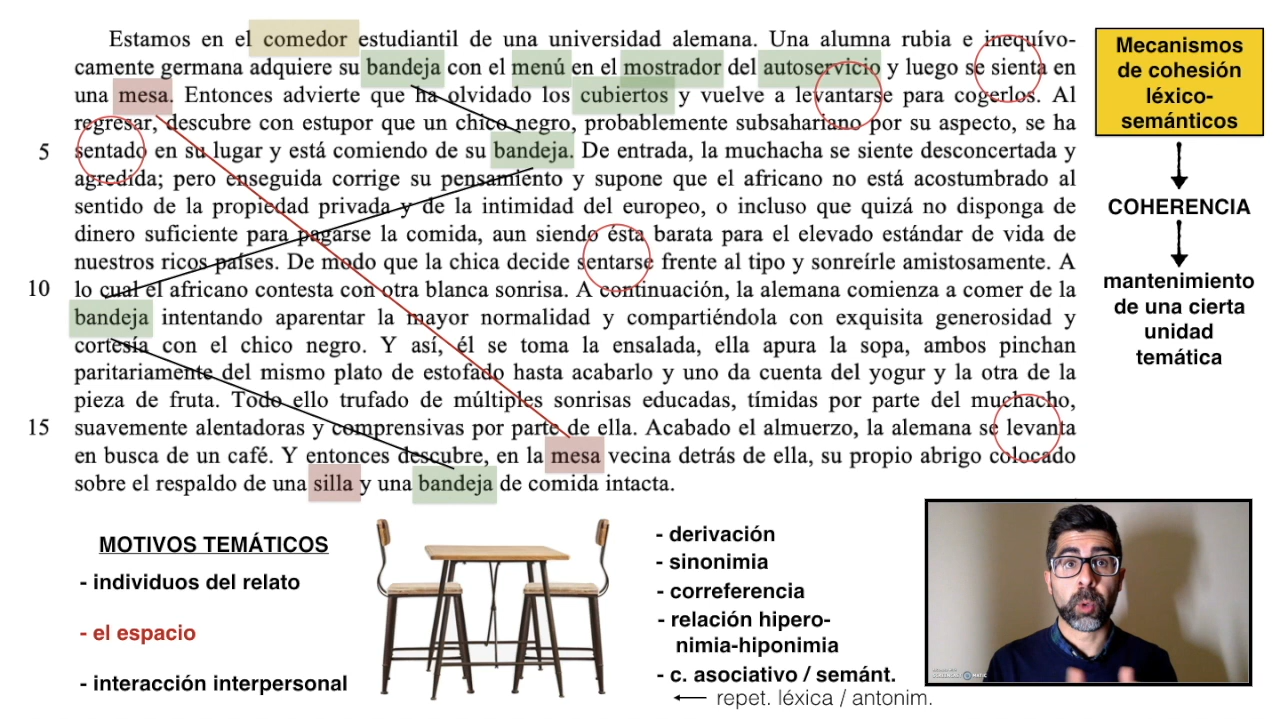 Estamos en el comedor estudiantil de una universidad alemana. Una alumna rubia e inequívo-
camente germana adquiere su bandeja con el menú en el mostrador del autoservicio y luego se sienta en
una mesa. Entonces advierte que ha olvidado los cubiertos y vuelve a levantarse para cogerlos. Al
regresar, descubre con estupor que un chico negro, probablemente subsahariano por su aspecto, se ha
5 sentado en su lugar y está comiendo de su bandeja. De entrada, la muchacha se siente desconcertada y
agredida; pero enseguida corrige su pensamiento y supone que el africano no está acostumbrado al
sentido de la propiedad privada y de la intimidad del europeo, o incluso que quizá no disponga de
dinero suficiente para pagarse la comida, aun siendo ésta barata para el elevado estándar de vida de
nuestros ricos países. De modo que la chica decide sentarse frente al tipo y sonreírle amistosamente. A
10 lo cual el africano contesta con otra blanca sonrisa. A continuación, la alemana comienza a comer de la
bandeja intentando aparentar la mayor normalidad y compartiéndola con exquisita generosidad y
cortesía con el chico negro. Y así, él se toma la ensalada, ella apura la sopa, ambos pinchan
paritariamente del mismo plato de estofado hasta acabarlo y uno da cuenta del yogur y la otra de la
pieza de fruta. Todo ello trufado de múltiples sonrisas educadas, tímidas por parte del muchacho,
15 suavemente alentadoras y comprensivas por parte de ella. Acabado el almuerzo, la alemana se levanta
en busca de un café. Y entonces descubre, en la mesa vecina detrás de ella, su propio abrigo colocado
sobre el respaldo de una silla y una bandeja de comida intacta.
Mecanismos
de cohesión
léxico-
semánticos
COHERENCIA
mantenimiento
de una cierta
unidad
temática
MOTIVOS TEMÁTICOS
- individuos del relato
- el espacio
- interacción interpersonal
- derivación
- sinonimia
- correferencia
- relación hipero-
nimia-hiponimia
- c. asociativo / semánt.
repet. léxica / antonim.